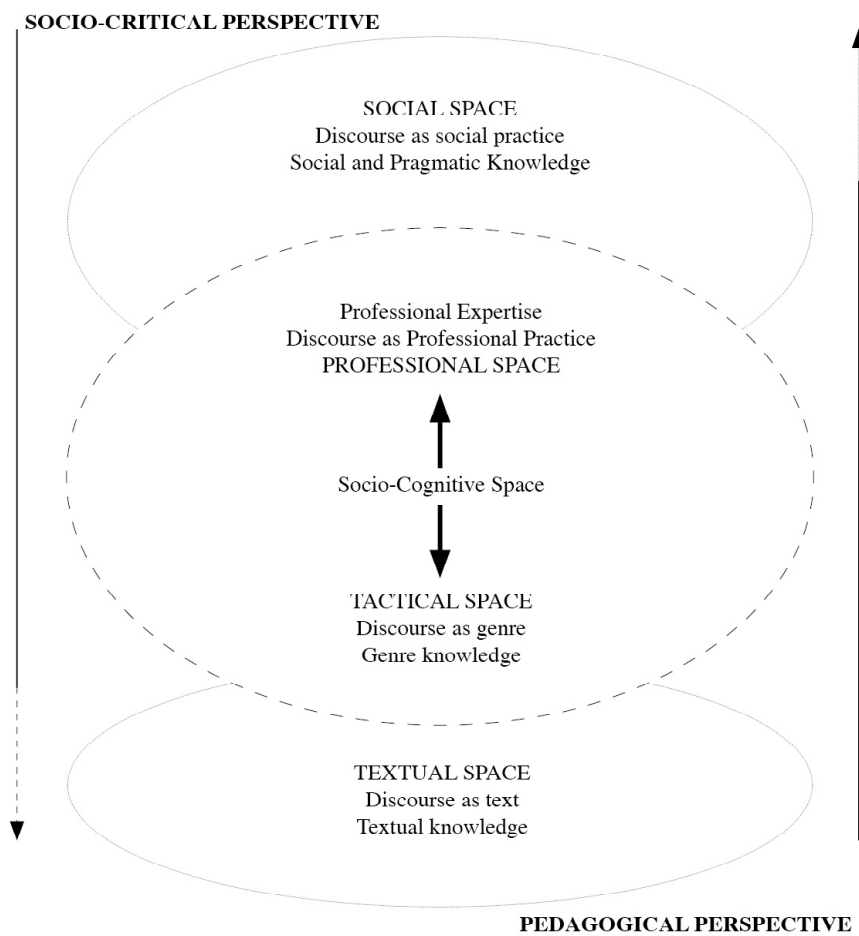 SOCIO-CRITICAL PERSPECTIVE
SOCIAL SPACE
Discourse as social practice
Social and Pragmatic Knowledge
Professional Expertise
Discourse as Professional Practice
PROFESSIONAL SPACE
Socio-Cognitive Space
TACTICAL SPACE
Discourse as genre
Genre knowledge
TEXTUAL SPACE
Discourse as text
Textual knowledge
PEDAGOGICAL PERSPECTIVE